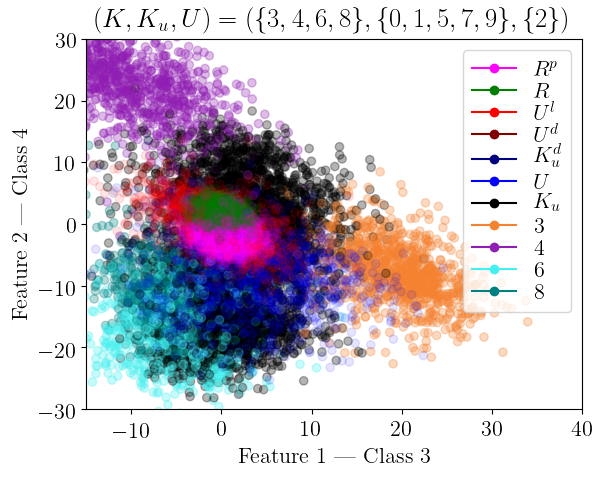 (K, K_u, U) = ({3, 4, 6, 8}, {0, 1, 5, 7, 9}, {2})
30
20
10
0
−10
−20
−30
Feature 2 — Class 4
R^p
R
U^l
U^d
K_u^d
U
K_u
3
4
6
8
−10
0
10
20
30
40
Feature 1 — Class 3